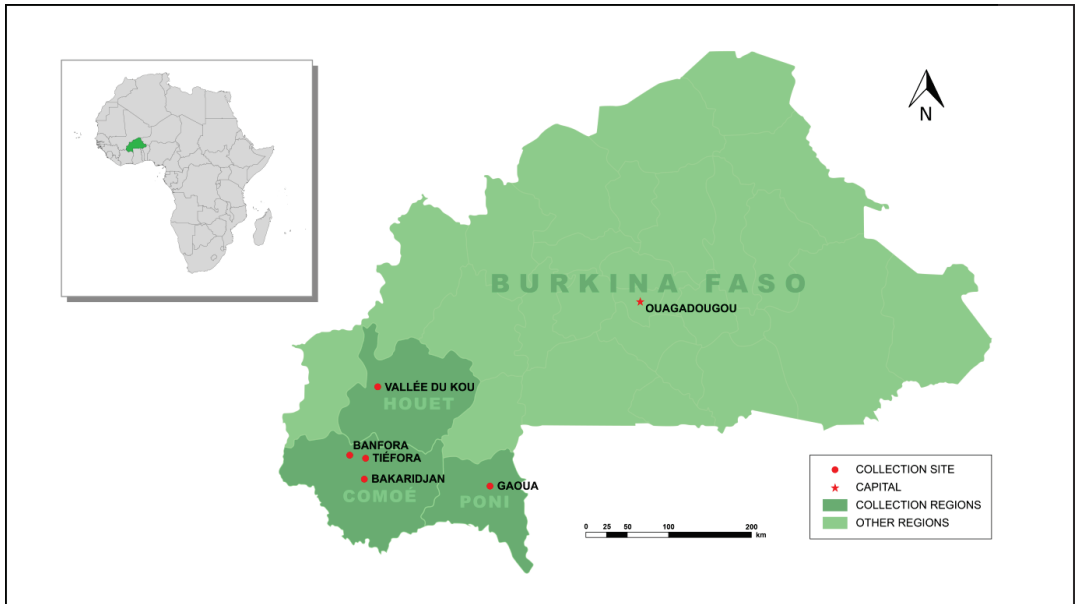 N
BURKINA FASO
OUAGADOUGOU
VALLÉE DU KOU
HOUET
BANFORA
TIÉFORA
BAKARIDJAN
COMOÉ
GAOUA
PONI
COLLECTION SITE
CAPITAL
COLLECTION REGIONS
OTHER REGIONS
0 25 50 100 200
km